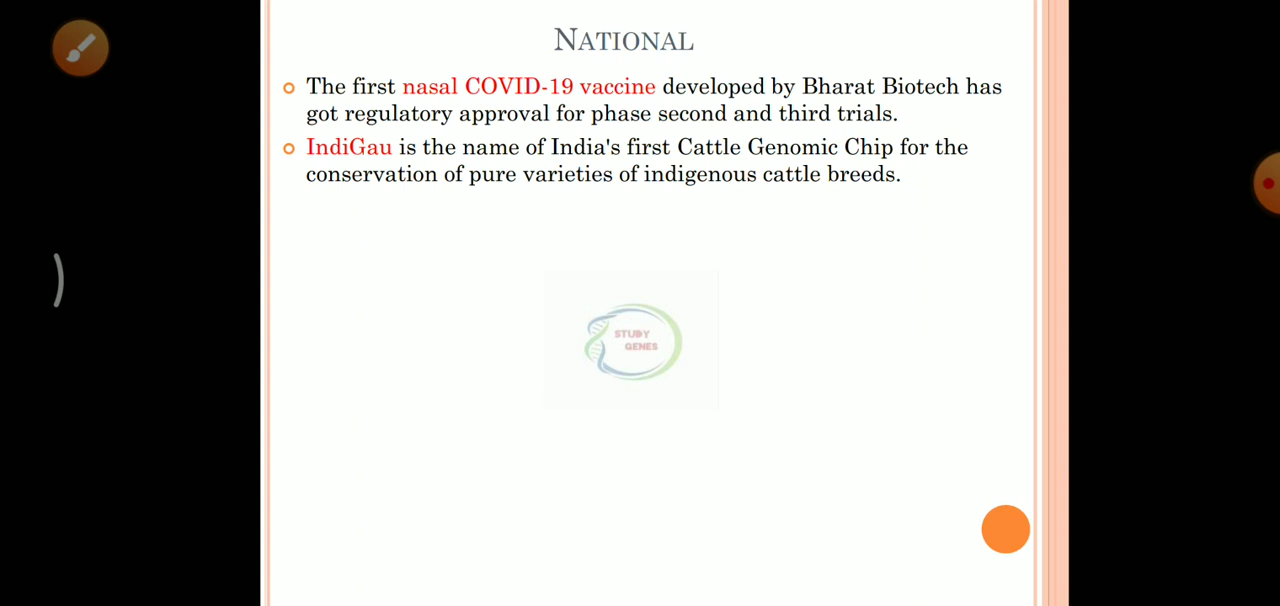 NATIONAL
The first nasal COVID-19 vaccine developed by Bharat Biotech has
got regulatory approval for phase second and third trials.
IndiGau is the name of India's first Cattle Genomic Chip for the
conservation of pure varieties of indigenous cattle breeds.
STUDY
GENES